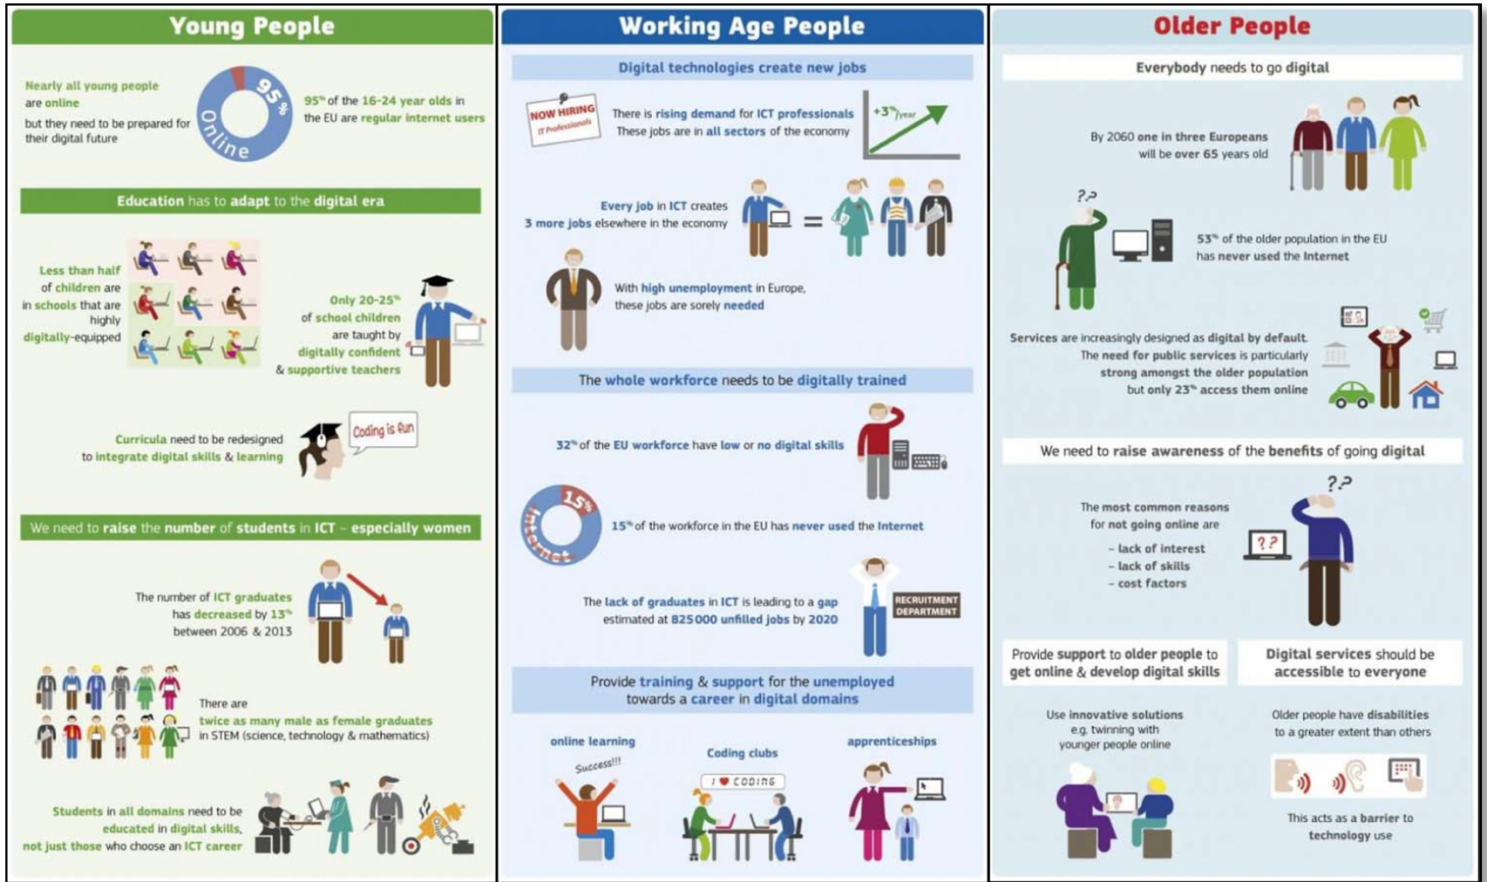 Young People
Nearly all young people
are online
but they need to be prepared for
their digital future
95%
Online
95% of the 16-24 year olds in
the EU are regular internet users
Education has to adapt to the digital era
Less than half
of children are
in schools that are
highly
digitally-equipped
Only 20-25%
of school children
are taught by
digitally confident
& supportive teachers
Curricula need to be redesigned
to integrate digital skills & learning
Coding is fun
We need to raise the number of students in ICT – especially women
The number of ICT graduates
has decreased by 13%
between 2006 & 2013
There are
twice as many male as female graduates
in STEM (science, technology & mathematics)
Students in all domains need to be
educated in digital skills,
not just those who choose an ICT career
Working Age People
Digital technologies create new jobs
NOW HIRING
IT Professionals
There is rising demand for ICT professionals
These jobs are in all sectors of the economy
+3%/year
Every job in ICT creates
3 more jobs elsewhere in the economy
=
With high unemployment in Europe,
these jobs are sorely needed
The whole workforce needs to be digitally trained
32% of the EU workforce have low or no digital skills
15%
Internet
15% of the workforce in the EU has never used the Internet
The lack of graduates in ICT is leading to a gap
estimated at 825000 unfilled jobs by 2020
RECRUITMENT
DEPARTMENT
Provide training & support for the unemployed
towards a career in digital domains
online learning
Success!!!
Coding clubs
I ♥ CODING
apprenticeships
Older People
Everybody needs to go digital
By 2060 one in three Europeans
will be over 65 years old
??
53% of the older population in the EU
has never used the Internet
Services are increasingly designed as digital by default.
The need for public services is particularly
strong amongst the older population
but only 23% access them online
We need to raise awareness of the benefits of going digital
The most common reasons
for not going online are
– lack of interest
– lack of skills
– cost factors
??
??
Provide support to older people to
get online & develop digital skills
Use innovative solutions
e.g. twinning with
younger people online
Digital services should be
accessible to everyone
Older people have disabilities
to a greater extent than others
This acts as a barrier to
technology use